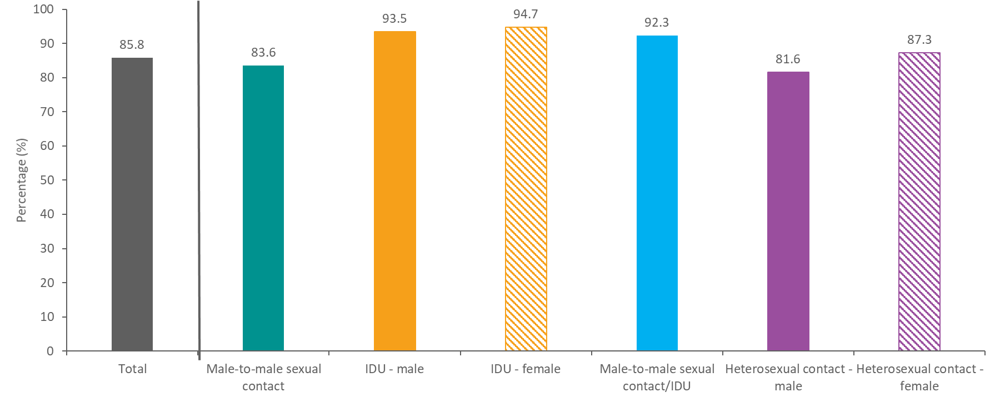 Percentage (%)
100
90
80
70
60
50
40
30
20
10
0
85.8
83.6
93.5
94.7
92.3
81.6
87.3
Total
Male-to-male sexual
contact
IDU - male
IDU - female
Male-to-male sexual
contact/IDU
Heterosexual contact -
male
Heterosexual contact -
female